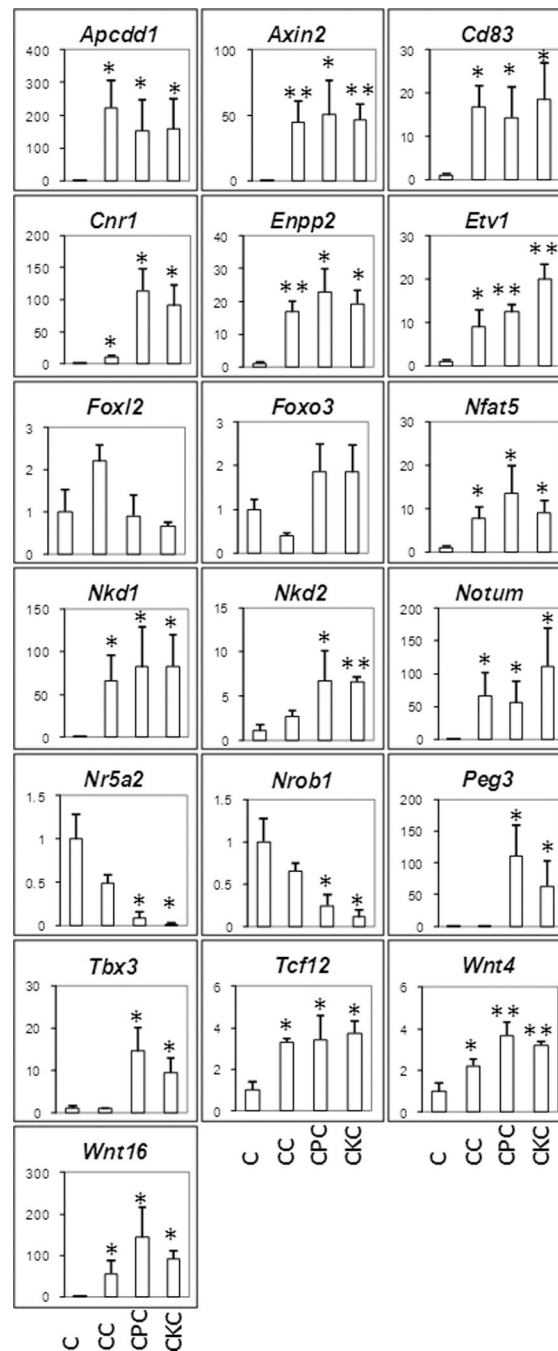 Apcdd1 Axin2 Cd83
400 300 200 100 0 * * *
100 50 0 ** * **
30 20 10 0 * * *
Cnr1 Enpp2 Etv1
200 150 100 50 0 * * *
40 30 20 10 0 ** * *
30 20 10 0 * ** **
Foxl2 Foxo3 Nfat5
3 2 1 0
3 2 1 0
30 20 10 0 * * *
Nkd1 Nkd2 Notum
150 100 50 0 * * *
15 10 5 0 * **
200 150 100 50 0 * * *
Nr5a2 Nrob1 Peg3
1.5 1 0.5 0 * *
1.5 1 0.5 0 * *
200 150 100 50 0 * *
Tbx3 Tcf12 Wnt4
30 20 10 0 * *
6 4 2 0 * * *
6 4 2 0 * ** **
Wnt16
300 200 100 0 * * *
C CC CPC CKC
C CC CPC CKC
C CC CPC CKC